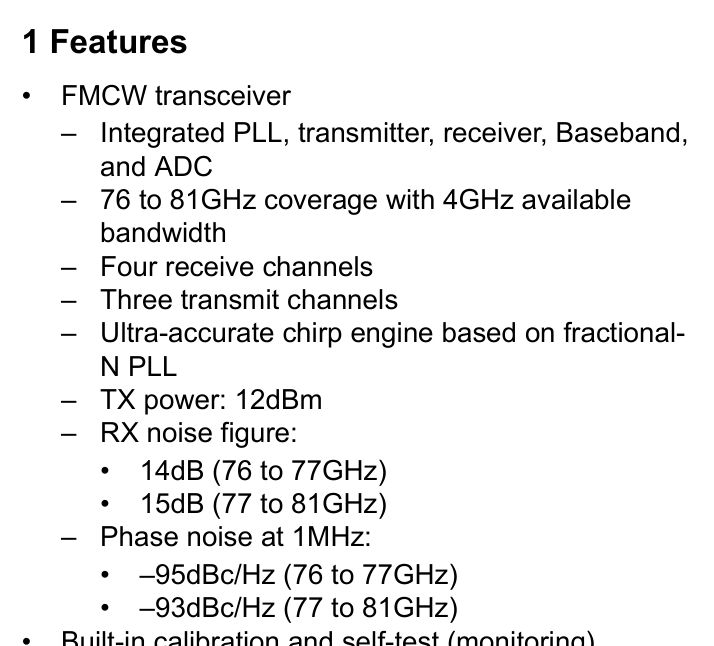 1 Features
• FMCW transceiver
– Integrated PLL, transmitter, receiver, Baseband,
and ADC
– 76 to 81GHz coverage with 4GHz available
bandwidth
– Four receive channels
– Three transmit channels
– Ultra-accurate chirp engine based on fractional-
N PLL
– TX power: 12dBm
– RX noise figure:
• 14dB (76 to 77GHz)
• 15dB (77 to 81GHz)
– Phase noise at 1MHz:
• –95dBc/Hz (76 to 77GHz)
• –93dBc/Hz (77 to 81GHz)
• Built-in calibration and self-test (monitoring)